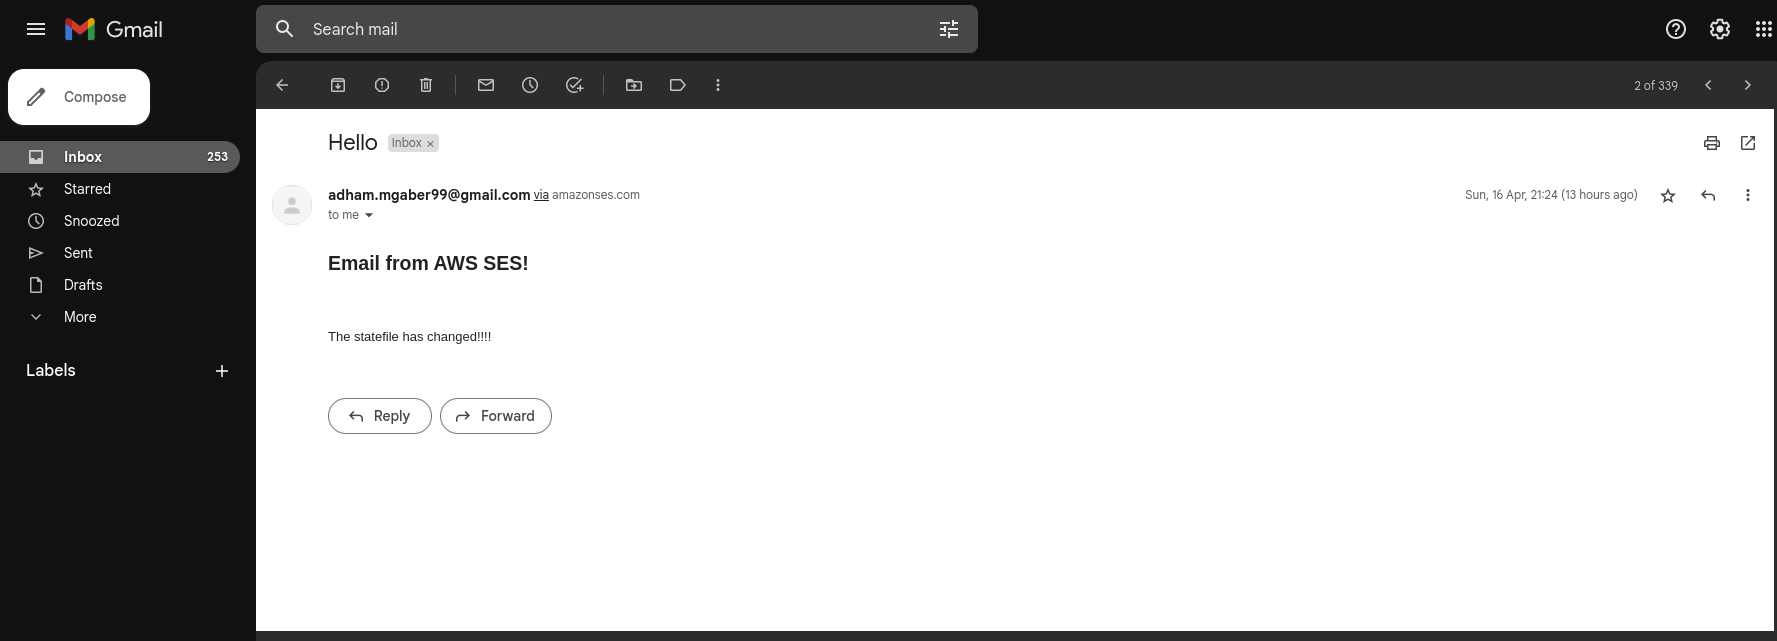 Gmail
Search mail
Compose
2 of 339
Inbox 253
Starred
Snoozed
Sent
Drafts
More
Labels
Hello Inbox ×
adham.mgaber99@gmail.com via amazonses.com
Sun, 16 Apr, 21:24 (13 hours ago)
to me
Email from AWS SES!
The statefile has changed!!!!
Reply Forward